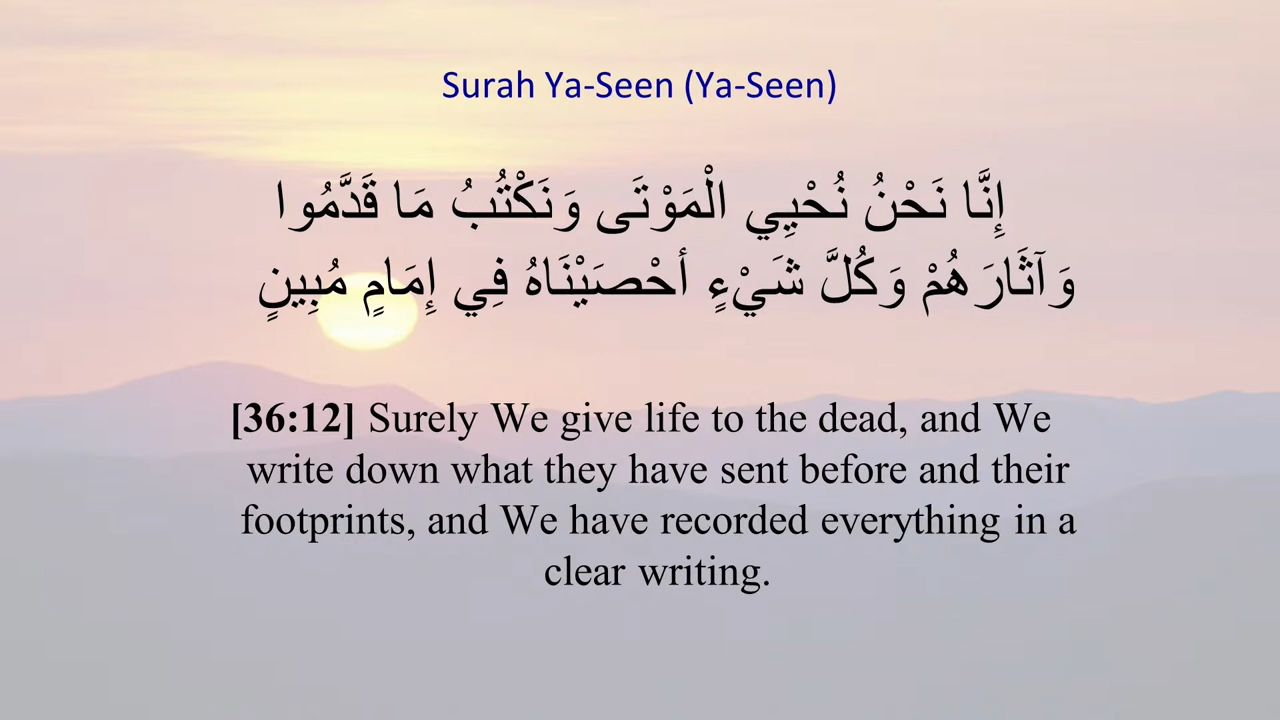 Surah Ya-Seen (Ya-Seen)
إِنَّا نَحْنُ نُحْيِي الْمَوْتَى وَنَكْتُبُ مَا قَدَّمُوا
وَآثَارَهُمْ وَكُلَّ شَيْءٍ أحْصَيْنَاهُ فِي إِمَامٍ مُبِينٍ
[36:12] Surely We give life to the dead, and We
write down what they have sent before and their
footprints, and We have recorded everything in a
clear writing.